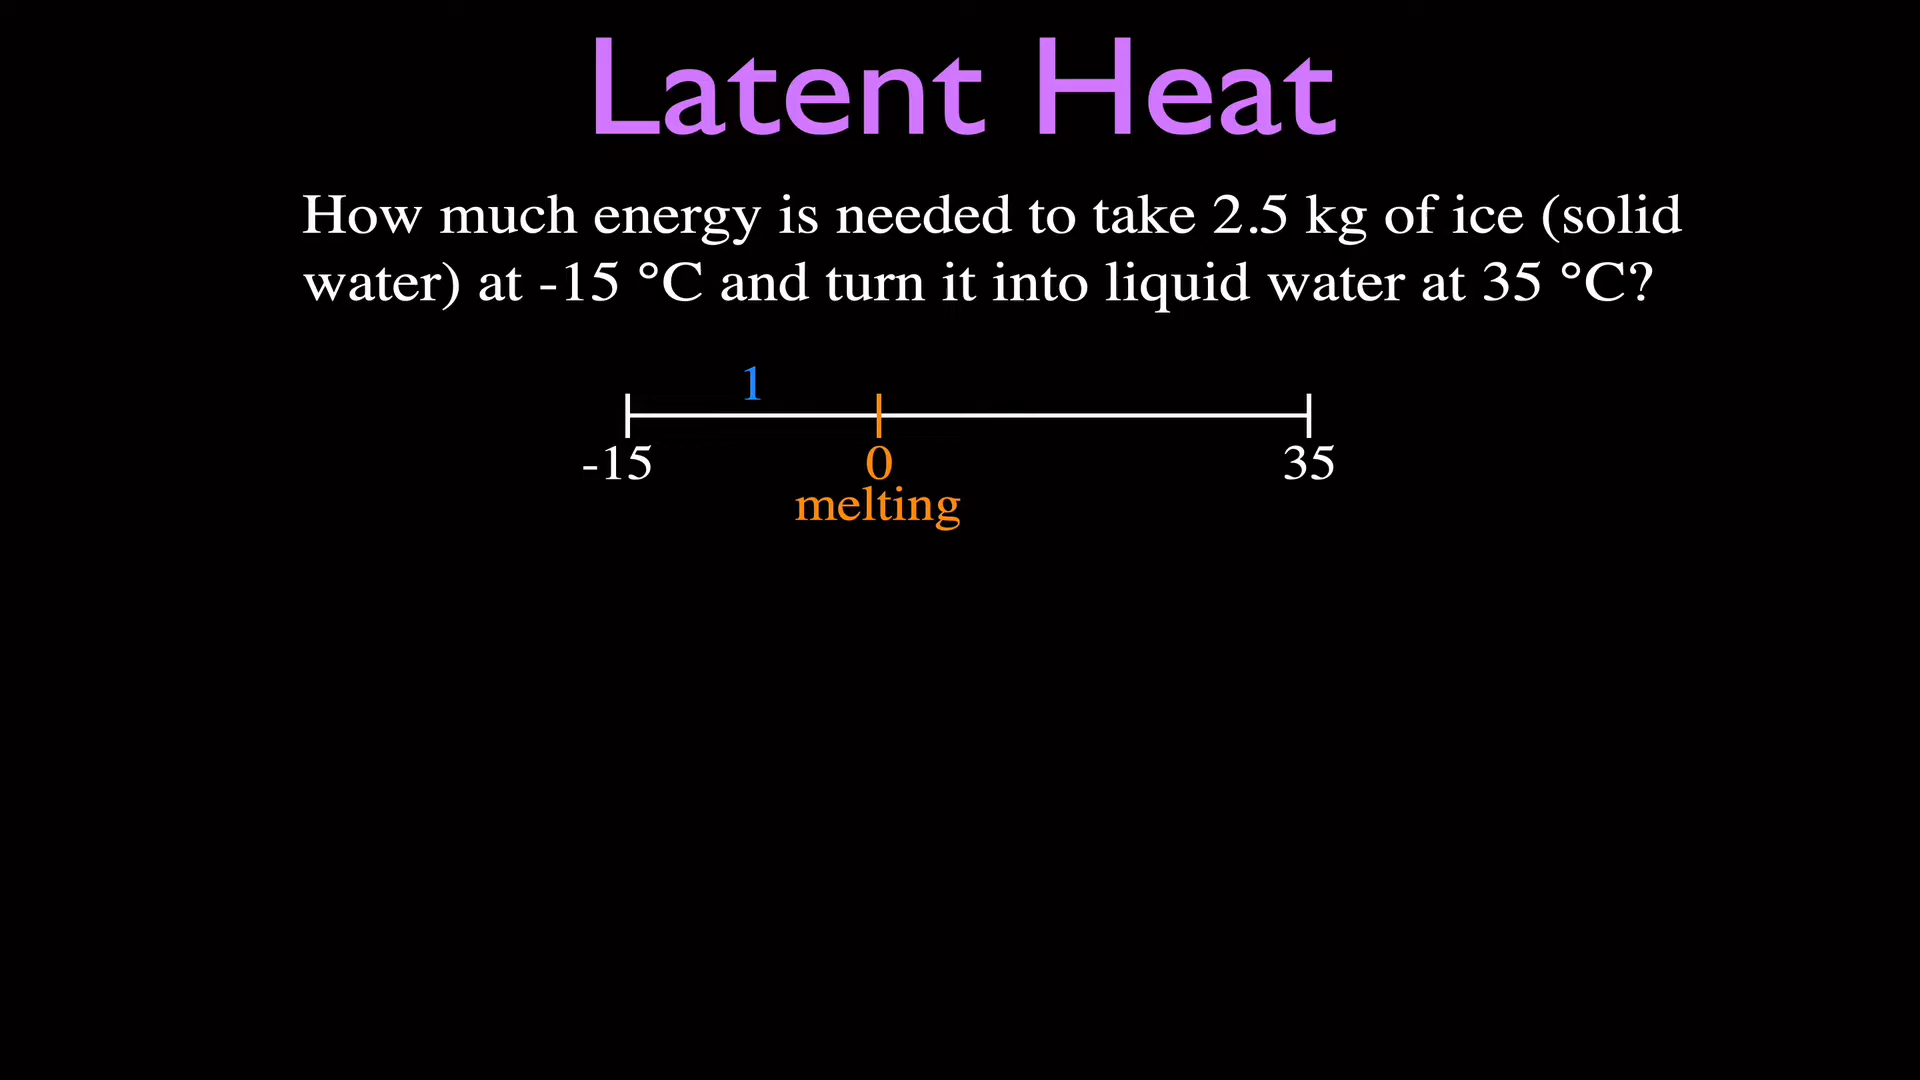 Latent Heat
How much energy is needed to take 2.5 kg of ice (solid
water) at -15 °C and turn it into liquid water at 35 °C?
1
-15 0 35
melting